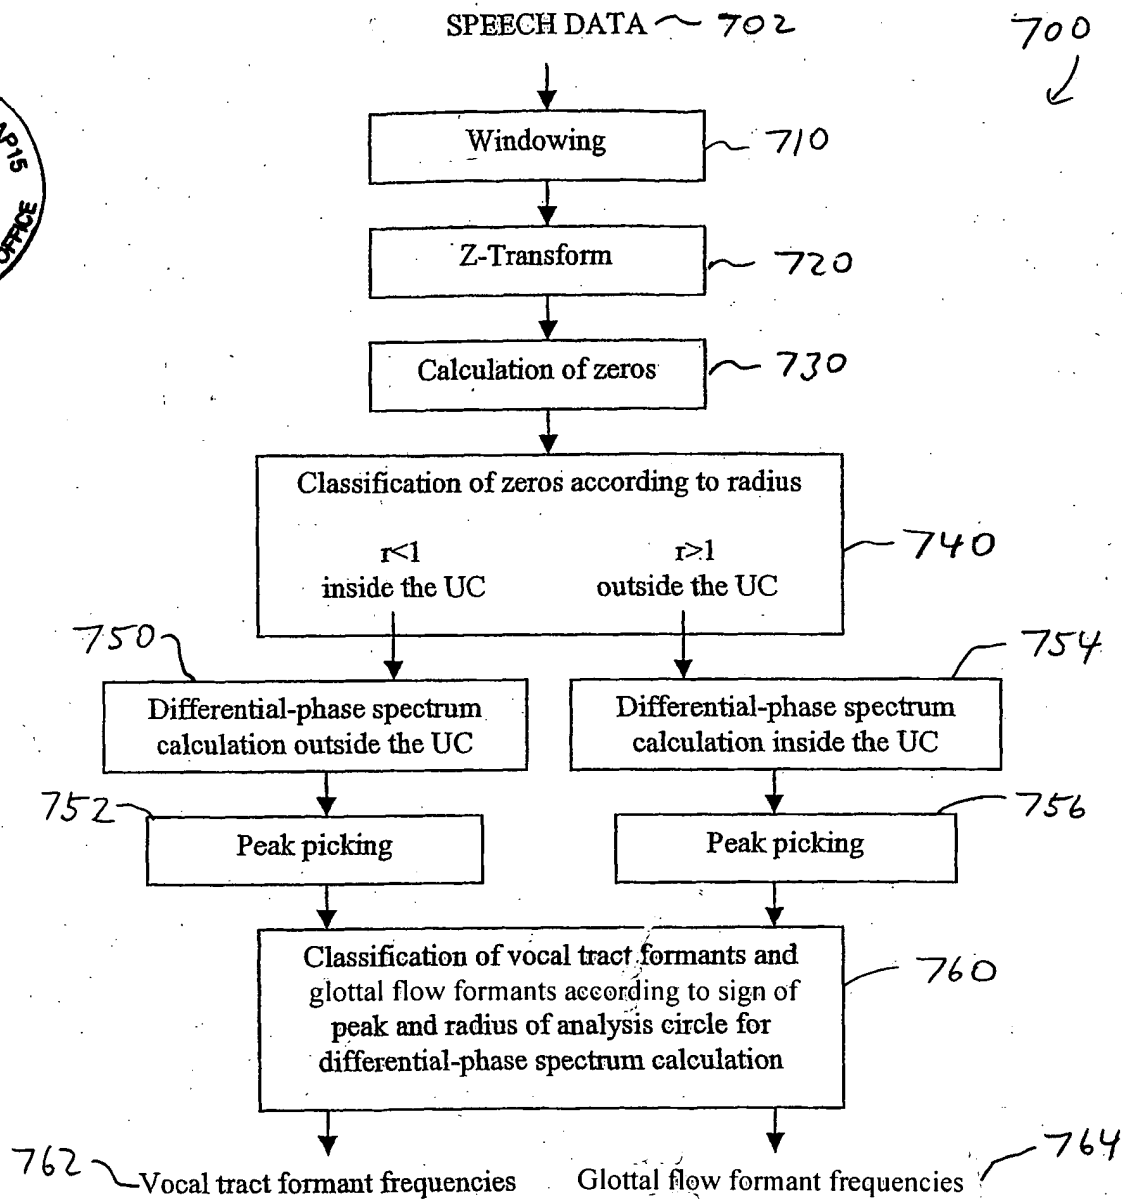 SPEECH DATA 702
700
AP15
OFFICE
Windowing
710
Z-Transform
720
Calculation of zeros
730
Classification of zeros according to radius
r<1
inside the UC
r>1
outside the UC
740
750
754
Differential-phase spectrum
calculation outside the UC
Differential-phase spectrum
calculation inside the UC
752
756
Peak picking
Peak picking
Classification of vocal tract formants and
glottal flow formants according to sign of
peak and radius of analysis circle for
differential-phase spectrum calculation
760
762
Vocal tract formant frequencies
Glottal flow formant frequencies
764